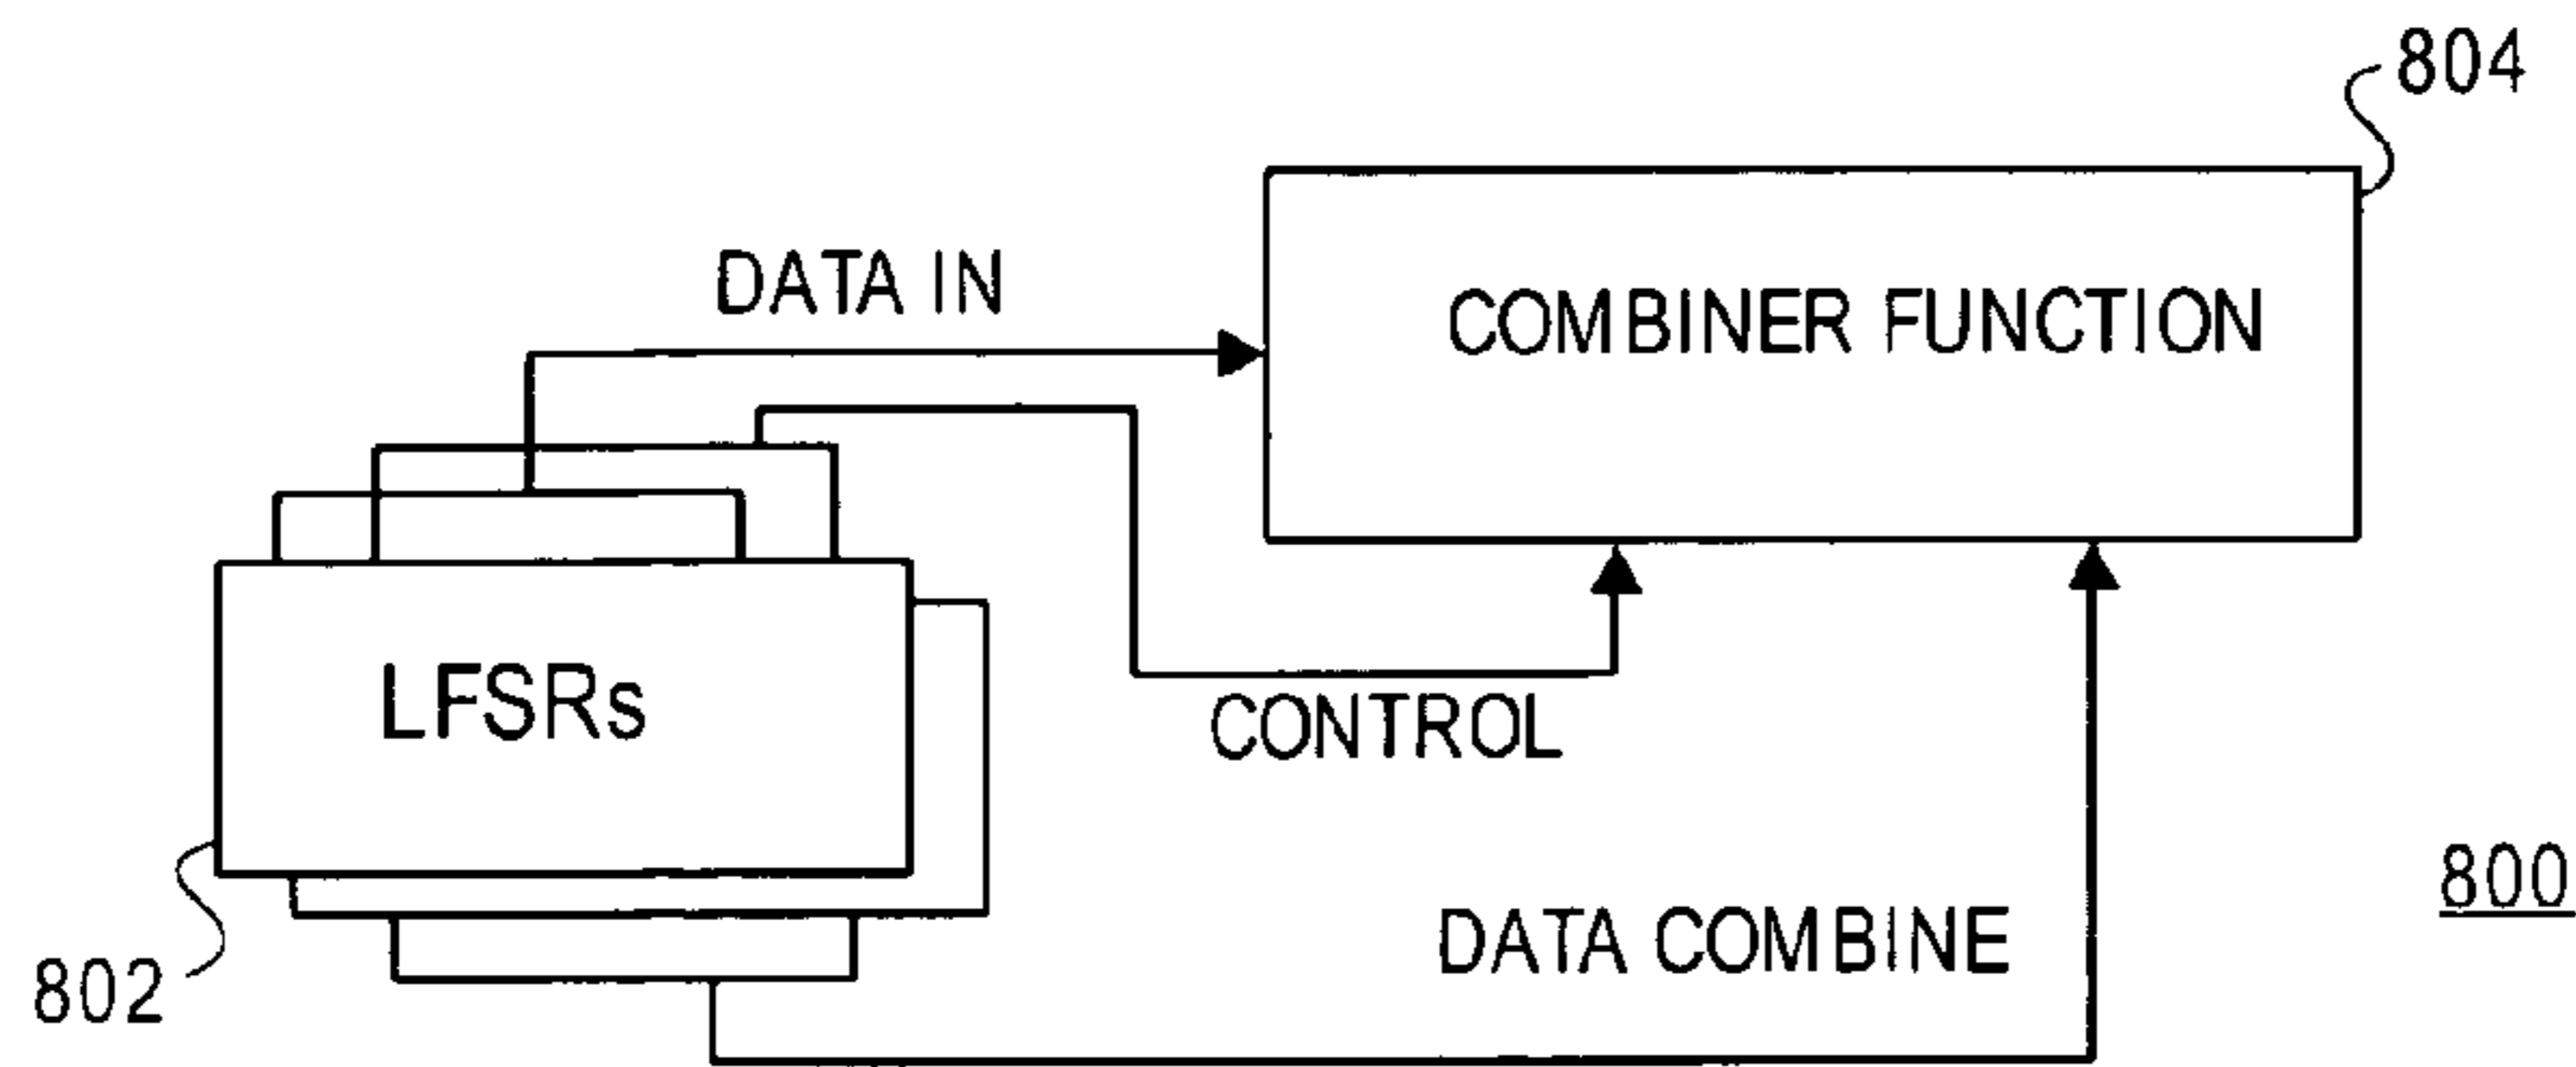 804
DATA IN
COMBINER FUNCTION
LFSRs
CONTROL
800
DATA COMBINE
802